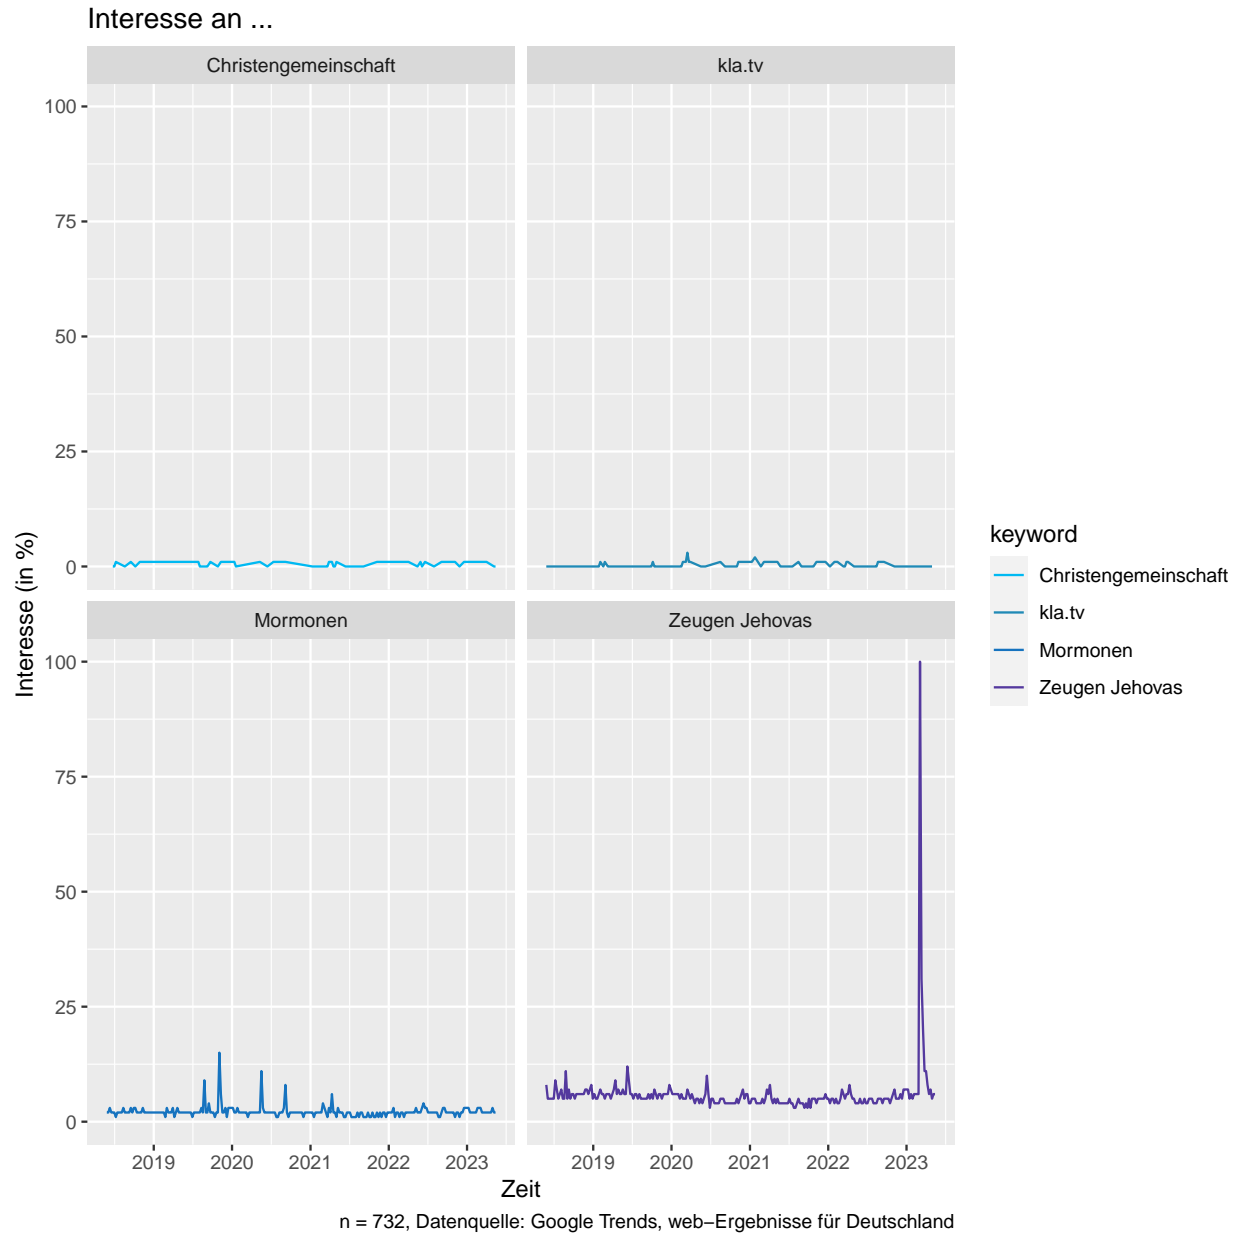 Interesse an ...
Christengemeinschaft
kla.tv
100
75
50
25
0
Interesse (in %)
Mormonen
Zeugen Jehovas
100
75
50
25
0
2019 2020 2021 2022 2023
2019 2020 2021 2022 2023
Zeit
n = 732, Datenquelle: Google Trends, web−Ergebnisse für Deutschland
keyword
Christengemeinschaft
kla.tv
Mormonen
Zeugen Jehovas